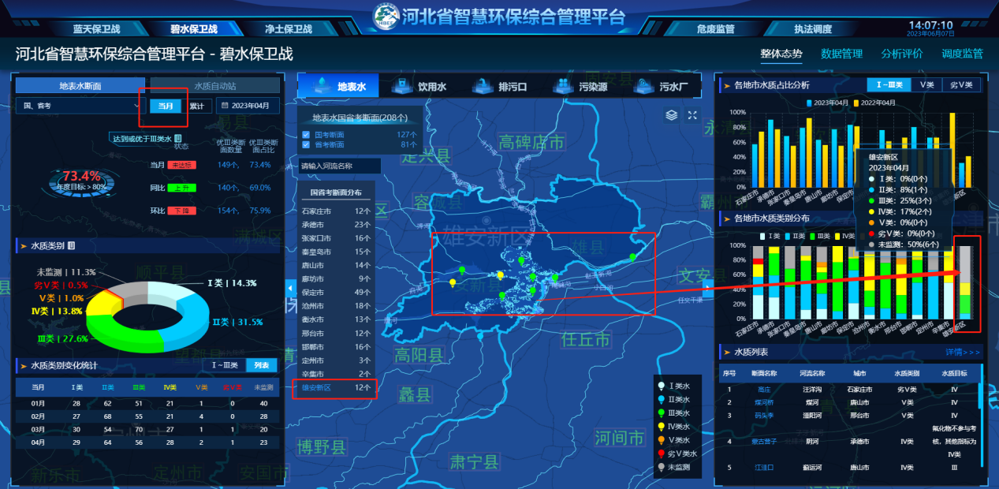 河北省智慧环保综合管理平台
蓝天保卫战
碧水保卫战
净土保卫战
危废监管
执法调度
14:07:10
2023年06月07日
河北省智慧环保综合管理平台 - 碧水保卫战
整体态势
数据管理
分析评价
调度监管
地表水断面
水质自动站
国、省考
当月
累计
2023年04月
达到或优于III类水
状态
优III类断面数量
优III类断面占比
73.4%
年度目标: > 80%
当月 未达标 149个, 73.4%
同比 上升 140个, 69.0%
环比 下降 154个, 75.9%
水质类别
未监测 | 11.3%
劣V类 | 0.5%
V类 | 1.0%
IV类 | 13.8%
III类 | 27.6%
I类 | 14.3%
II类 | 31.5%
水质类别变化统计
I~III类
列表
当月 I类 II类 III类 IV类 V类 劣V类 未监测
01月 28 62 51 21 1 0 40
02月 27 68 55 21 4 0 28
03月 30 54 70 27 1 1 20
04月 29 64 56 28 2 1 23
地表水
饮用水
排污口
污染源
污水厂
地表水国省考断面(208个)
国考断面 127个
省考断面 81个
请输入河流名称
国省考断面分布
石家庄市 12个
承德市 23个
张家口市 16个
秦皇岛市 15个
唐山市 14个
廊坊市 9个
保定市 49个
沧州市 18个
衡水市 13个
邢台市 12个
邯郸市 16个
定州市 3个
辛集市 2个
雄安新区 12个
高碑店市
定兴县
容城县
雄安新区
雄县
安新县
文安县
任丘市
高阳县
蠡县
博野县
肃宁县
河间市
定州市
安国市
新乐市
望都县
顺平县
满城区
易县
固安县
霸州
永清
小白河
任文干渠
I类水
II类水
III类水
IV类水
V类水
劣V类水
未监测
各地市水质占比分析
I~III类
V类
劣V类
2023年04月
2022年04月
100%
80%
60%
40%
20%
0%
石家庄市
承德市
张家口市
秦皇岛市
唐山市
廊坊市
保定市
雄安新区
2023年04月
I类: 0%(0个)
II类: 8%(1个)
III类: 25%(3个)
IV类: 17%(2个)
V类: 0%(0个)
劣V类: 0%(0个)
未监测: 50%(6个)
各地市水质类别分布
I类
II类
III类
IV类
100%
80%
60%
40%
20%
0%
石家庄市
承德市
张家口市
秦皇岛市
唐山市
廊坊市
保定市
沧州市
衡水市
邢台市
邯郸市
定州市
辛集市
雄安新区
水质列表
详情>>>
序号 断面名称 河流名称 城市 水质类别 水质目标
1 高庄 汪洋沟 石家庄市 劣V类 IV
2 煤河桥 煤河 唐山市 V类 IV
3 码头李 滏阳河 邢台市 V类 IV
4 蒙古营子 阴河 承德市 IV类 氟化物不参与考核，其他指标为IV类
5 江洼口 蓟运河 唐山市 IV类 III